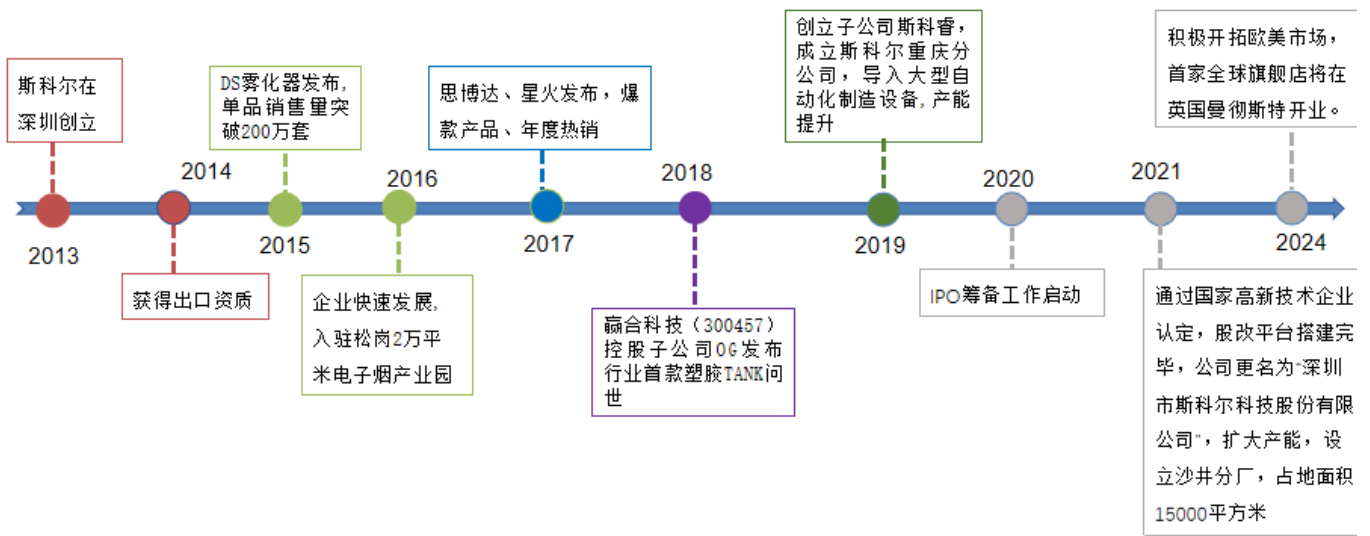 斯科尔在
深圳创立
2013
2014
获得出口资质
DS雾化器发布,
单品销售量突
破200万套
2015
2016
企业快速发展,
入驻松岗2万平
米电子烟产业园
思博达、星火发布，爆
款产品、年度热销
2017
2018
赢合科技（300457）
控股子公司OG发布
行业首款塑胶TANK问
世
创立子公司斯科睿，
成立斯科尔重庆分
公司，导入大型自
动化制造设备,产能
提升
2019
2020
IPO筹备工作启动
2021
通过国家高新技术企业
认定，股改平台搭建完
毕，公司更名为“深圳
市斯科尔科技股份有限
公司”，扩大产能，设
立沙井分厂，占地面积
15000平方米
积极开拓欧美市场，
首家全球旗舰店将在
英国曼彻斯特开业。
2024